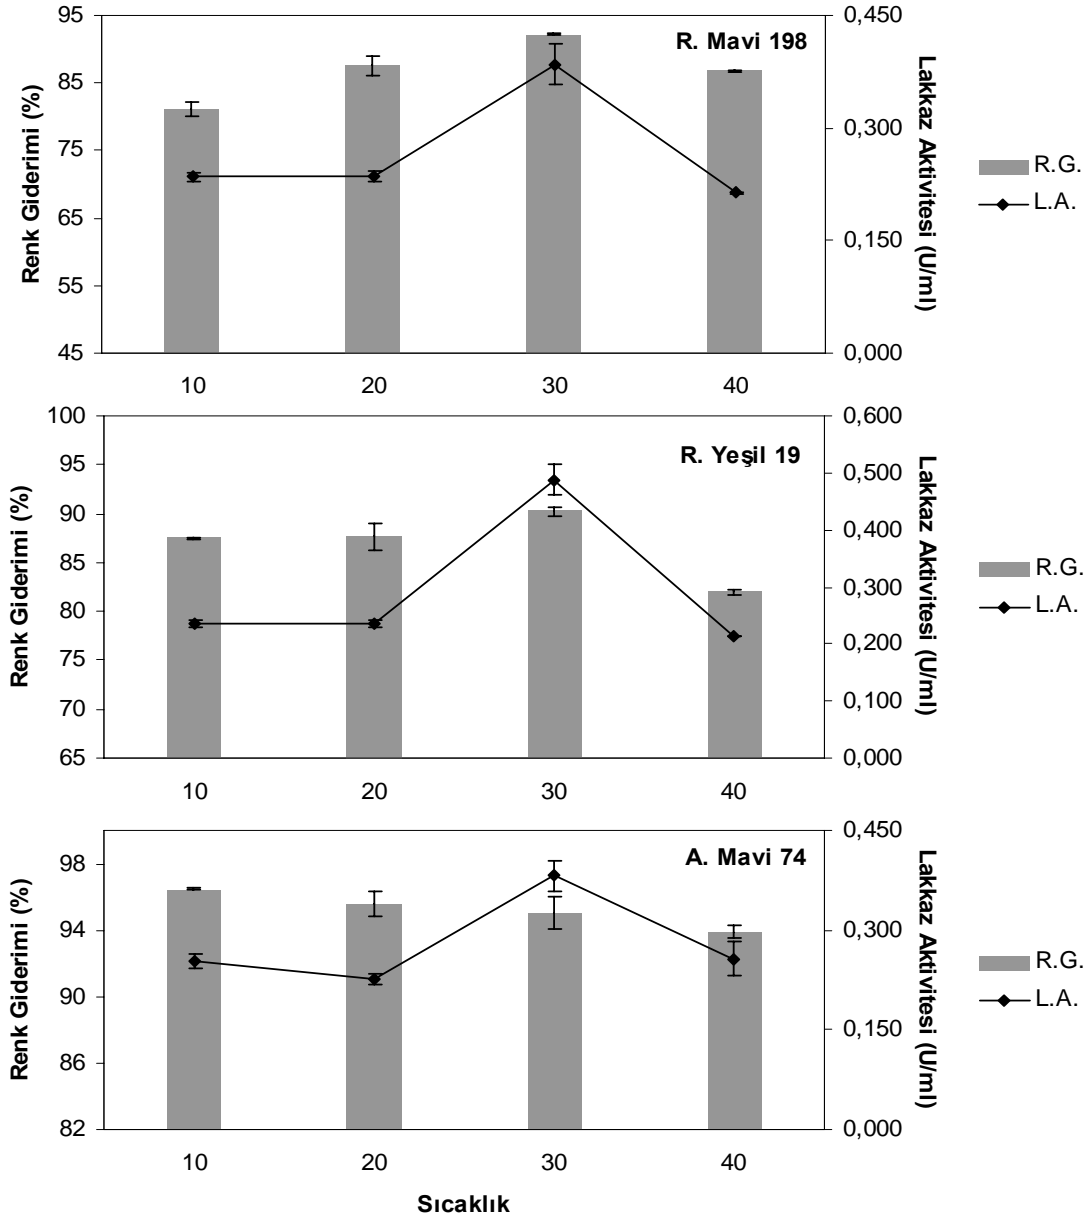 R. Mavi 198
Renk Giderimi (%)
95
85
75
65
55
45
0,450
0,300
0,150
0,000
Lakkaz Aktivitesi (U/ml)
10 20 30 40
R.G.
L.A.
R. Yeşil 19
Renk Giderimi (%)
100
95
90
85
80
75
70
65
0,600
0,500
0,400
0,300
0,200
0,100
0,000
Lakkaz Aktivitesi (U/ml)
10 20 30 40
R.G.
L.A.
A. Mavi 74
Renk Giderimi (%)
98
94
90
86
82
0,450
0,300
0,150
0,000
Lakkaz Aktivitesi (U/ml)
10 20 30 40
R.G.
L.A.
Sıcaklık